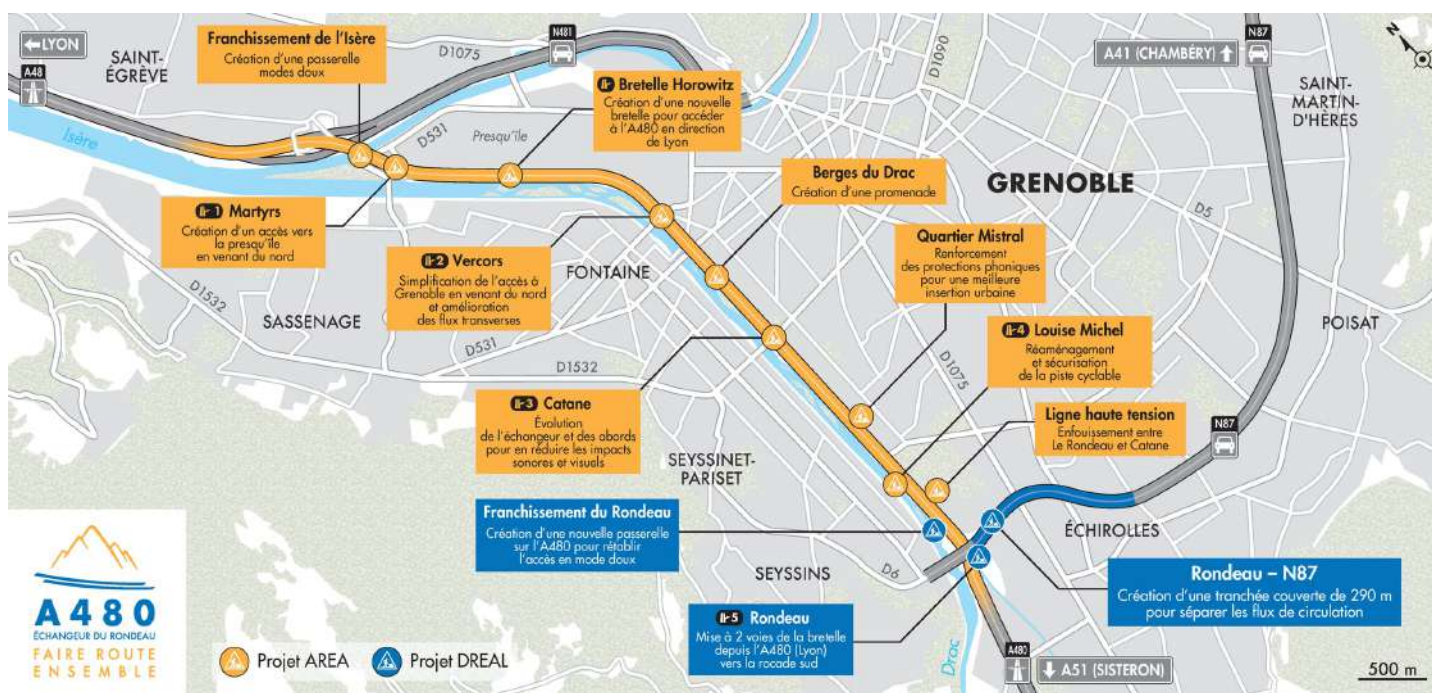 ←LYON
A48
SAINT-
ÉGRÈVE
Franchissement de l'Isère
Création d'une passerelle
modes doux
D1075
N481
Bretelle Horowitz
Création d'une nouvelle
bretelle pour accéder
à l'A480 en direction
de Lyon
D1090
A41 (CHAMBÉRY) ↑
N87
N
SAINT-
MARTIN-
D'HÈRES
Isère
D531
Presqu'île
Berges du Drac
Création d'une promenade
GRENOBLE
D5
1 Martyrs
Création d'un accès vers
la presqu'île
en venant du nord
2 Vercors
Simplification de l'accès à
Grenoble en venant du nord
et amélioration
des flux transverses
FONTAINE
Quartier Mistral
Renforcement
des protections phoniques
pour une meilleure
insertion urbaine
D1532
SASSENAGE
D531
D1532
4 Louise Michel
Réaménagement
et sécurisation
de la piste cyclable
D1075
POISAT
3 Catane
Évolution
de l'échangeur et des abords
pour en réduire les impacts
sonores et visuels
Ligne haute tension
Enfouissement entre
Le Rondeau et Catane
N87
SEYSSINET-
PARISET
Franchissement du Rondeau
Création d'une nouvelle passerelle
sur l'A480 pour rétablir
l'accès en mode doux
ÉCHIROLLES
SEYSSINS
D6
Rondeau – N87
Création d'une tranchée couverte de 290 m
pour séparer les flux de circulation
5 Rondeau
Mise à 2 voies de la bretelle
depuis l'A480 (Lyon)
vers la rocade sud
Drac
A480
↓ A51 (SISTERON)
500 m
A480
ÉCHANGEUR DU RONDEAU
FAIRE ROUTE
ENSEMBLE
Projet AREA
Projet DREAL